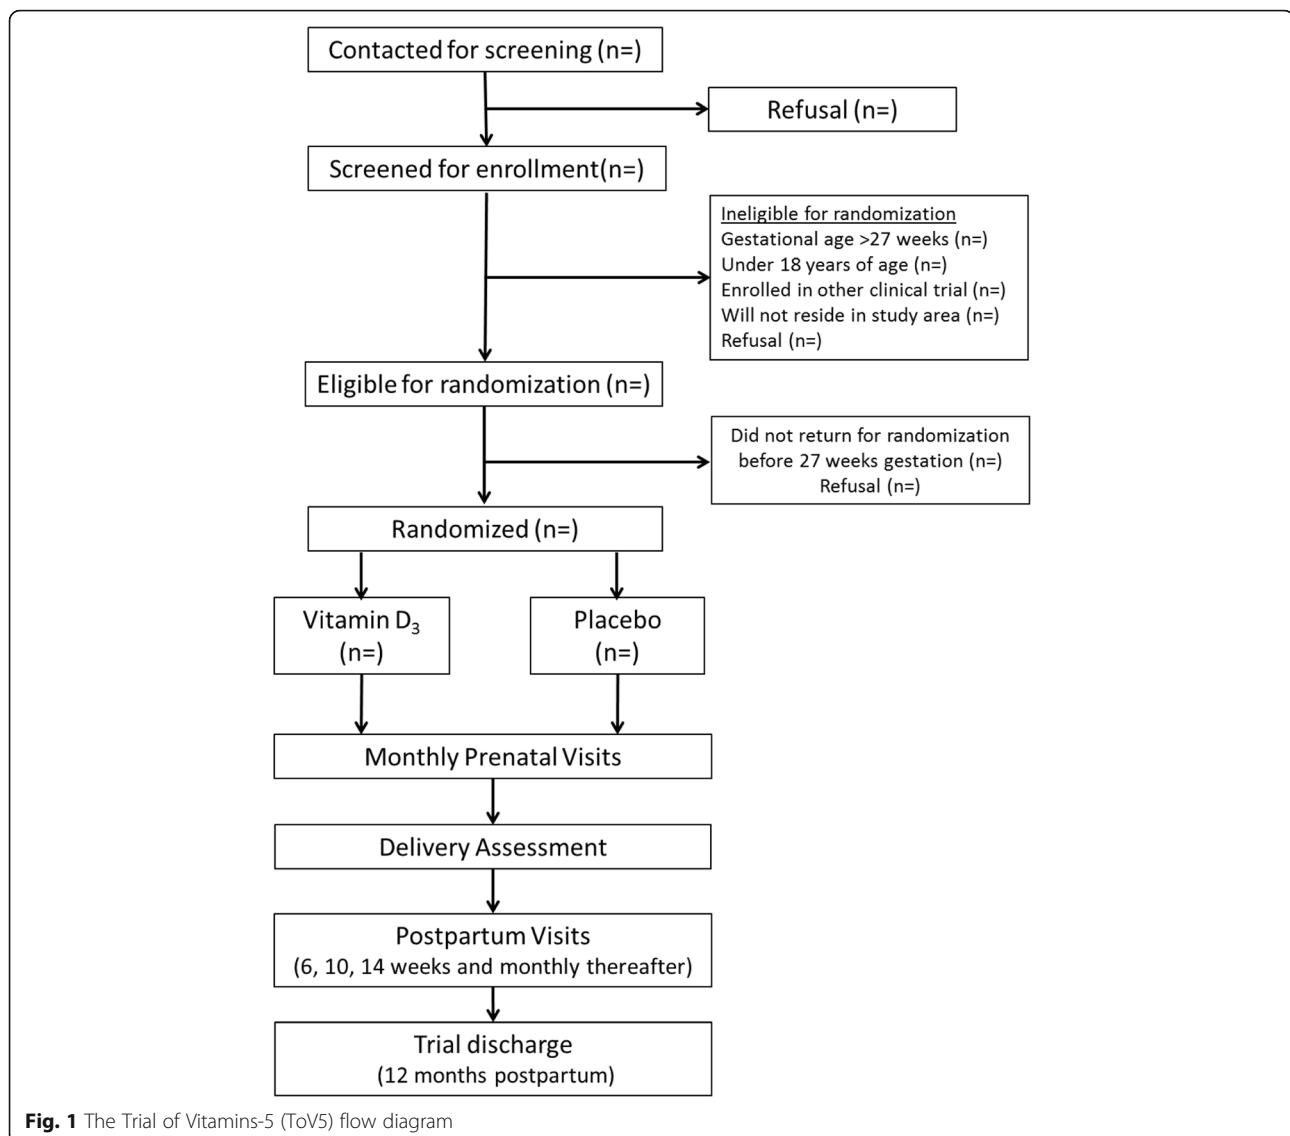 Contacted for screening (n=)
Refusal (n=)
Screened for enrollment(n=)
Ineligible for randomization
Gestational age >27 weeks (n=)
Under 18 years of age (n=)
Enrolled in other clinical trial (n=)
Will not reside in study area (n=)
Refusal (n=)
Eligible for randomization (n=)
Did not return for randomization
before 27 weeks gestation (n=)
Refusal (n=)
Randomized (n=)
Vitamin D₃
(n=)
Placebo
(n=)
Monthly Prenatal Visits
Delivery Assessment
Postpartum Visits
(6, 10, 14 weeks and monthly thereafter)
Trial discharge
(12 months postpartum)
Fig. 1 The Trial of Vitamins-5 (ToV5) flow diagram